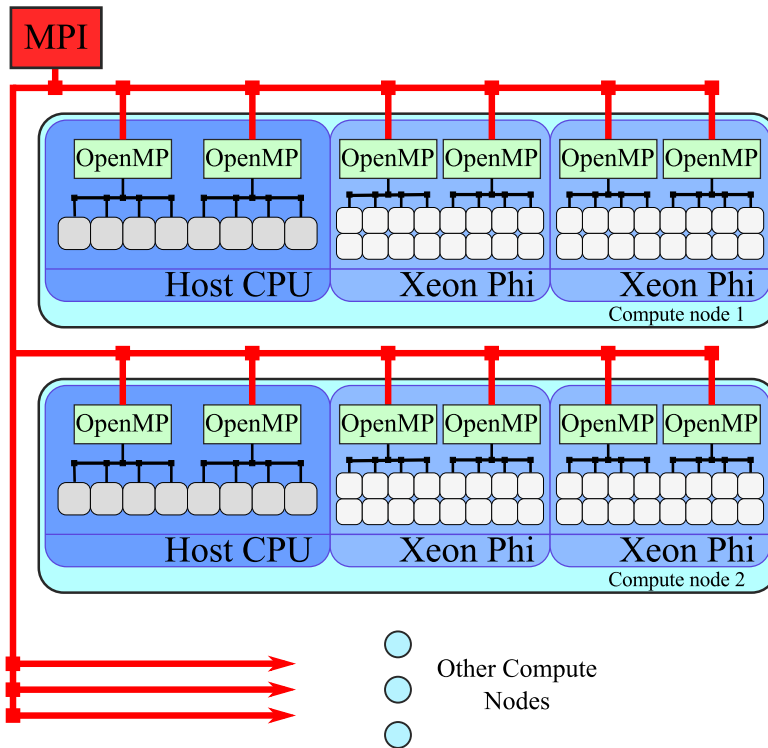 MPI
OpenMP OpenMP OpenMP OpenMP OpenMP OpenMP
Host CPU Xeon Phi Xeon Phi
Compute node 1
OpenMP OpenMP OpenMP OpenMP OpenMP OpenMP
Host CPU Xeon Phi Xeon Phi
Compute node 2
Other Compute
Nodes